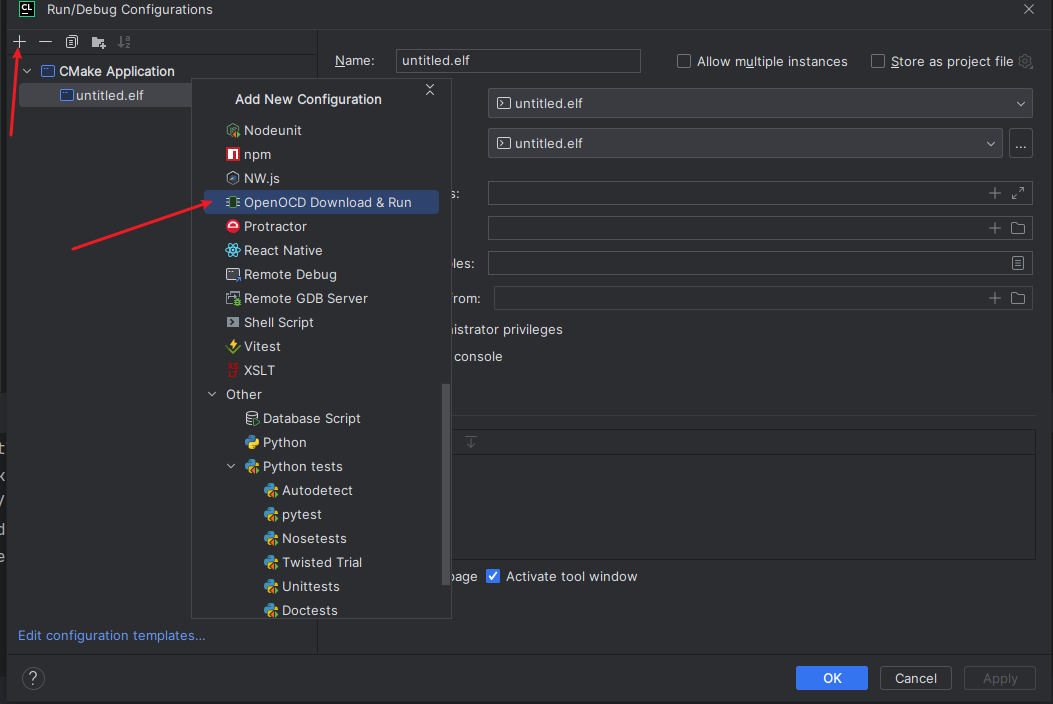 CL Run/Debug Configurations
Name: untitled.elf Allow multiple instances Store as project file
CMake Application
untitled.elf
Add New Configuration
Nodeunit
npm
NW.js
OpenOCD Download & Run
Protractor
React Native
Remote Debug
Remote GDB Server
Shell Script
Vitest
XSLT
Other
Database Script
Python
Python tests
Autodetect
pytest
Nosetests
Twisted Trial
Unittests
Doctests
untitled.elf
untitled.elf ...
s:
les:
from:
istrator privileges
console
page Activate tool window
Edit configuration templates...
? OK Cancel Apply